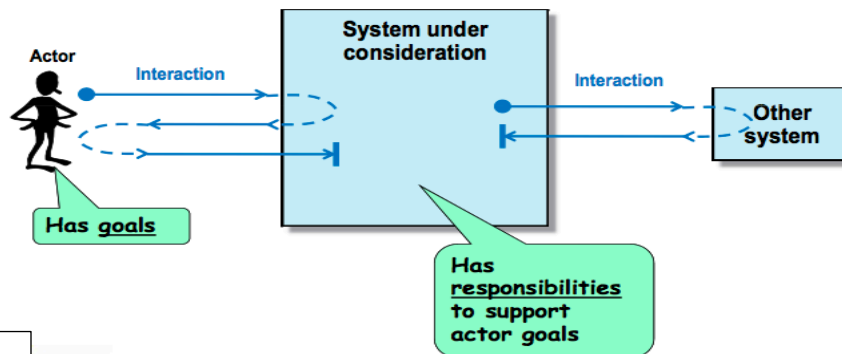 System under
consideration
Actor
Interaction
Interaction
Other
system
Has goals
Has
responsibilities
to support
actor goals